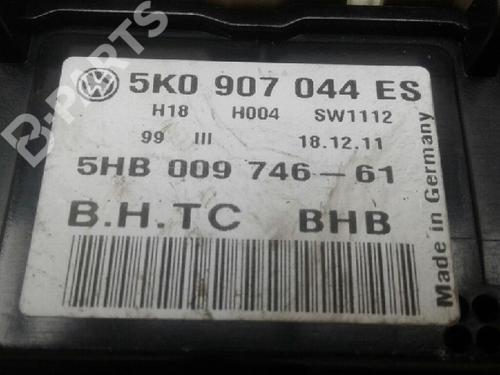 B-PARTS
5K0 907 044 ES
H18 H004 SW1112
99 III 18.12.11
5HB 009 746-61
B.H.TC BHB
Made in Germany